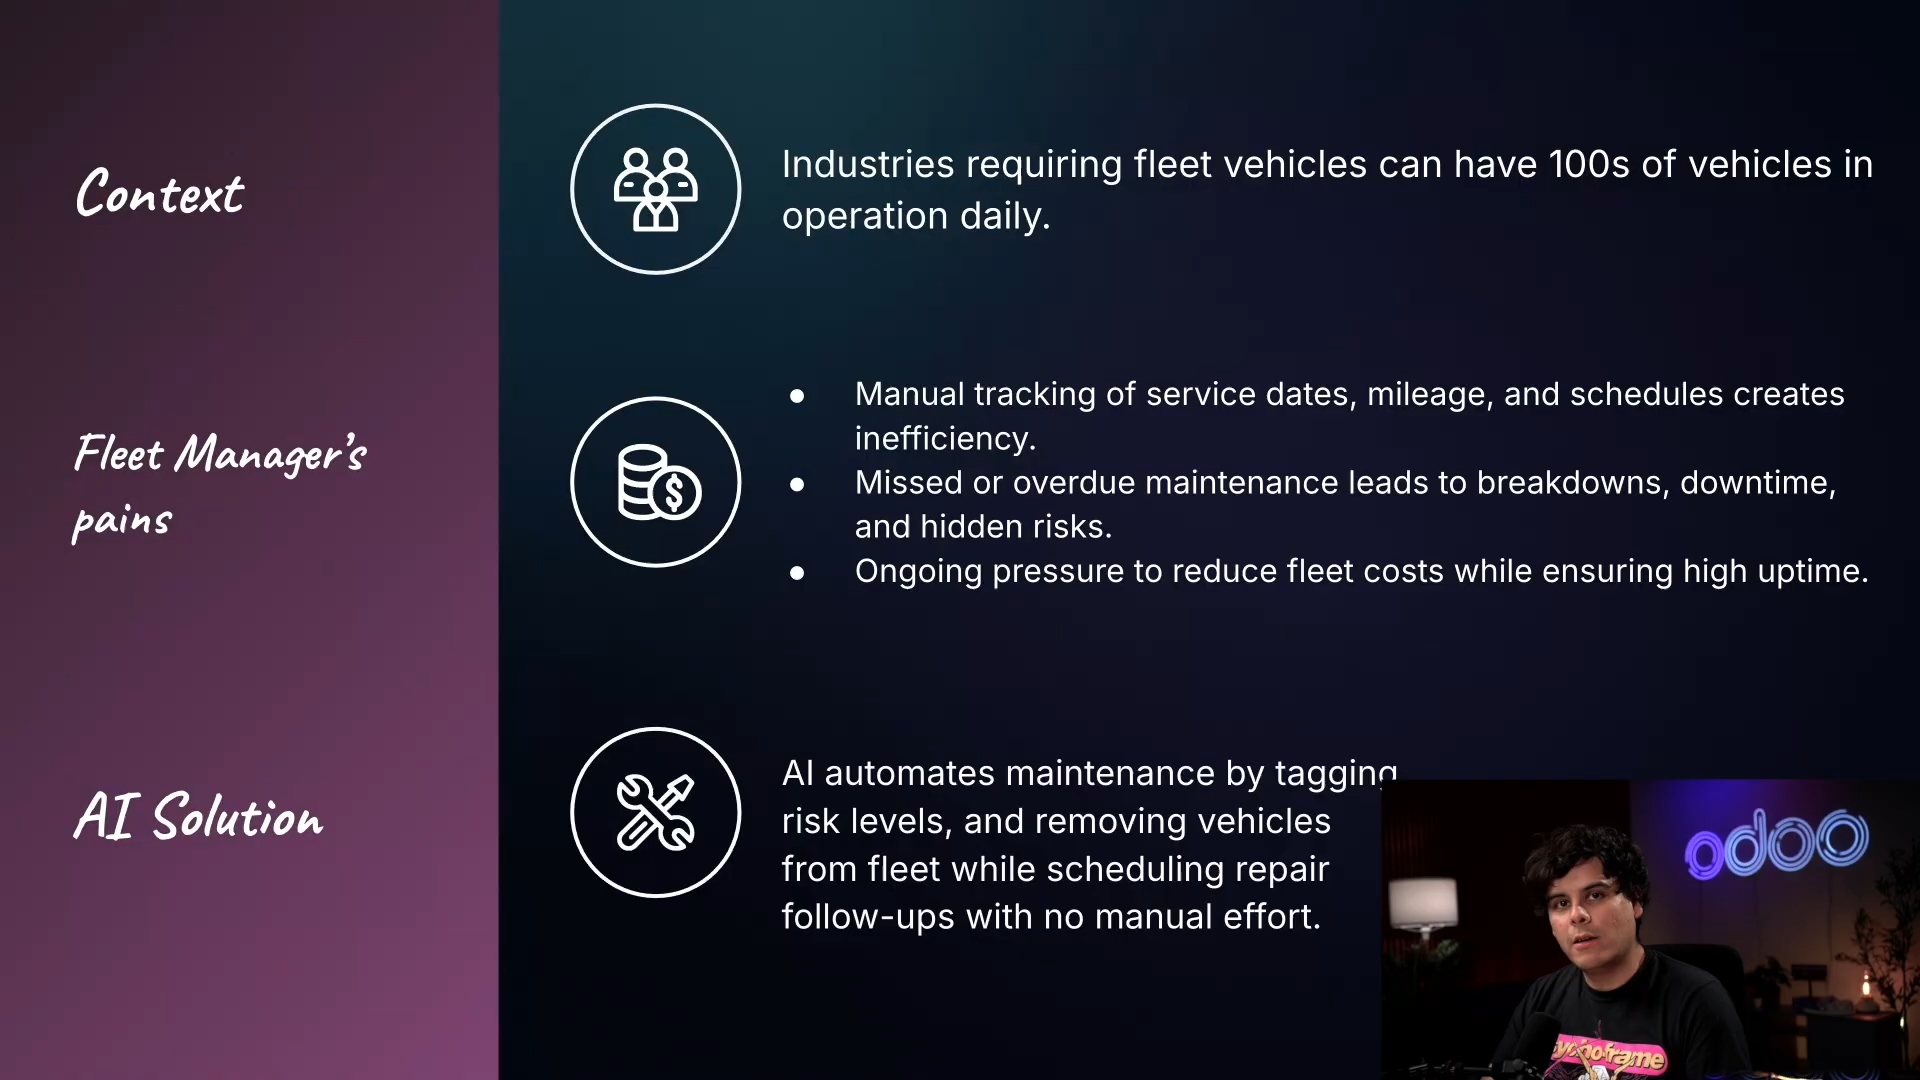 Context
Industries requiring fleet vehicles can have 100s of vehicles in
operation daily.
Fleet Manager's
pains
● Manual tracking of service dates, mileage, and schedules creates
inefficiency.
● Missed or overdue maintenance leads to breakdowns, downtime,
and hidden risks.
● Ongoing pressure to reduce fleet costs while ensuring high uptime.
AI Solution
AI automates maintenance by tagging
risk levels, and removing vehicles
from fleet while scheduling repair
follow-ups with no manual effort.
odoo